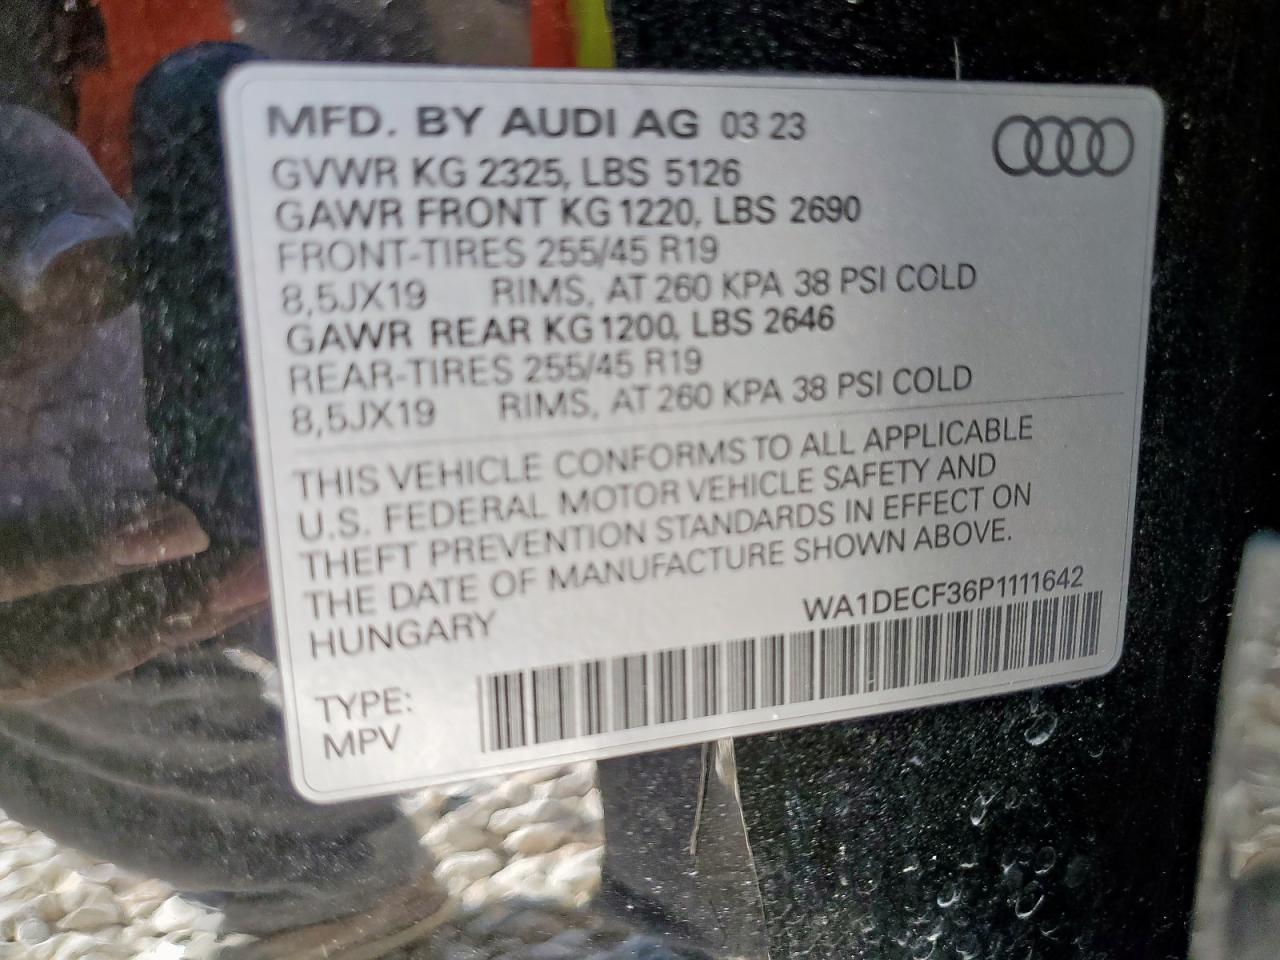 MFD. BY AUDI AG 03 23
GVWR KG 2325, LBS 5126
GAWR FRONT KG 1220, LBS 2690
FRONT-TIRES 255/45 R19
8,5JX19 RIMS, AT 260 KPA 38 PSI COLD
GAWR REAR KG 1200, LBS 2646
REAR-TIRES 255/45 R19
8,5JX19 RIMS, AT 260 KPA 38 PSI COLD
THIS VEHICLE CONFORMS TO ALL APPLICABLE
U.S. FEDERAL MOTOR VEHICLE SAFETY AND
THEFT PREVENTION STANDARDS IN EFFECT ON
THE DATE OF MANUFACTURE SHOWN ABOVE.
HUNGARY
WA1DECF36P1111642
TYPE:
MPV